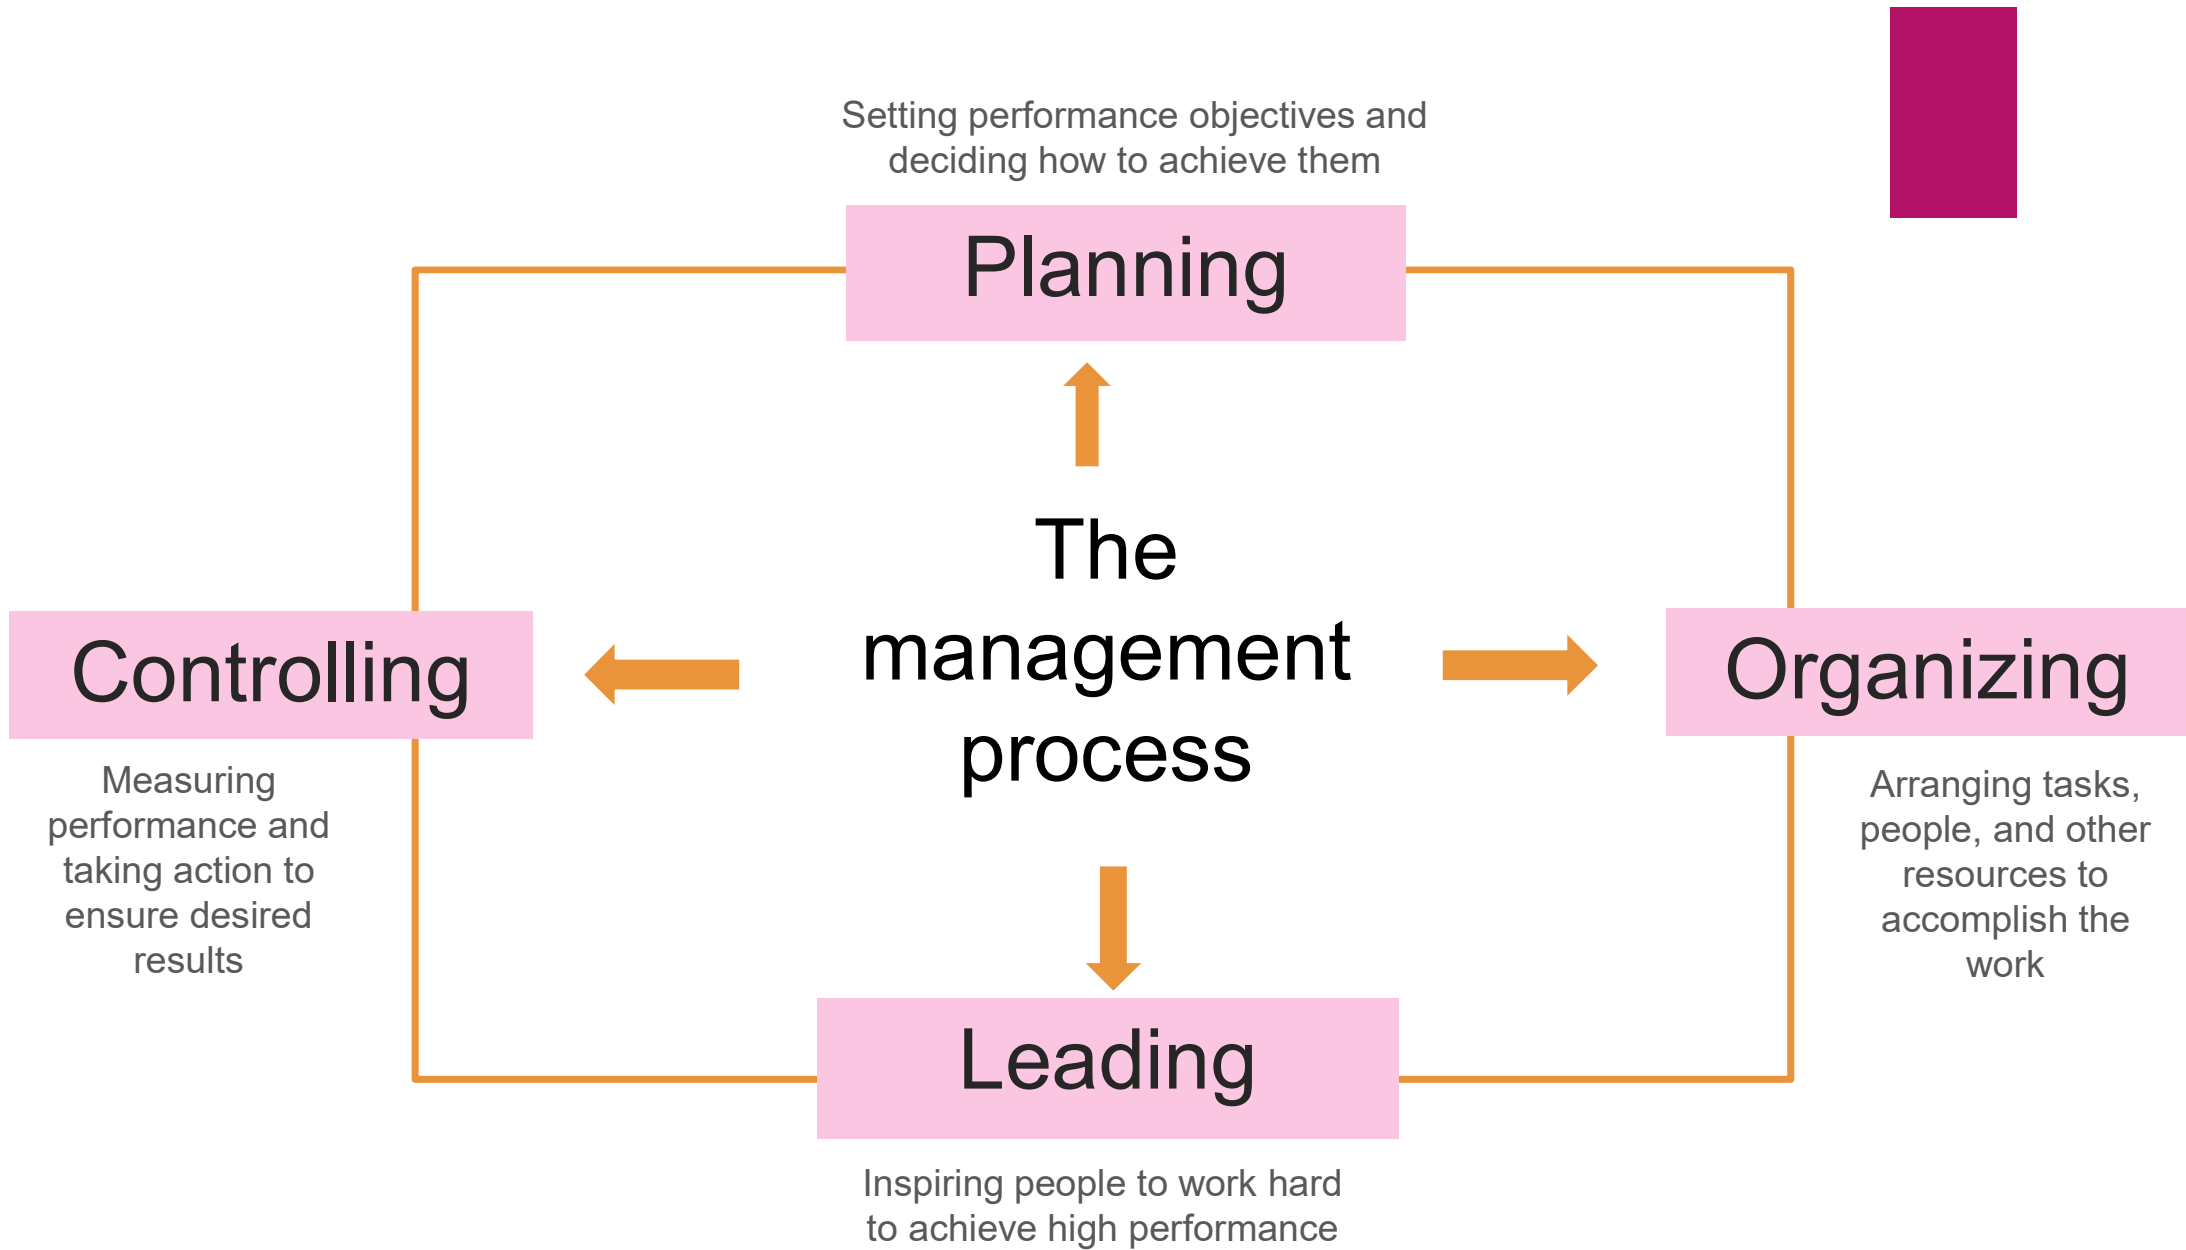 Setting performance objectives and
deciding how to achieve them
Planning
The
management
process
Controlling
Measuring
performance and
taking action to
ensure desired
results
Organizing
Arranging tasks,
people, and other
resources to
accomplish the
work
Leading
Inspiring people to work hard
to achieve high performance